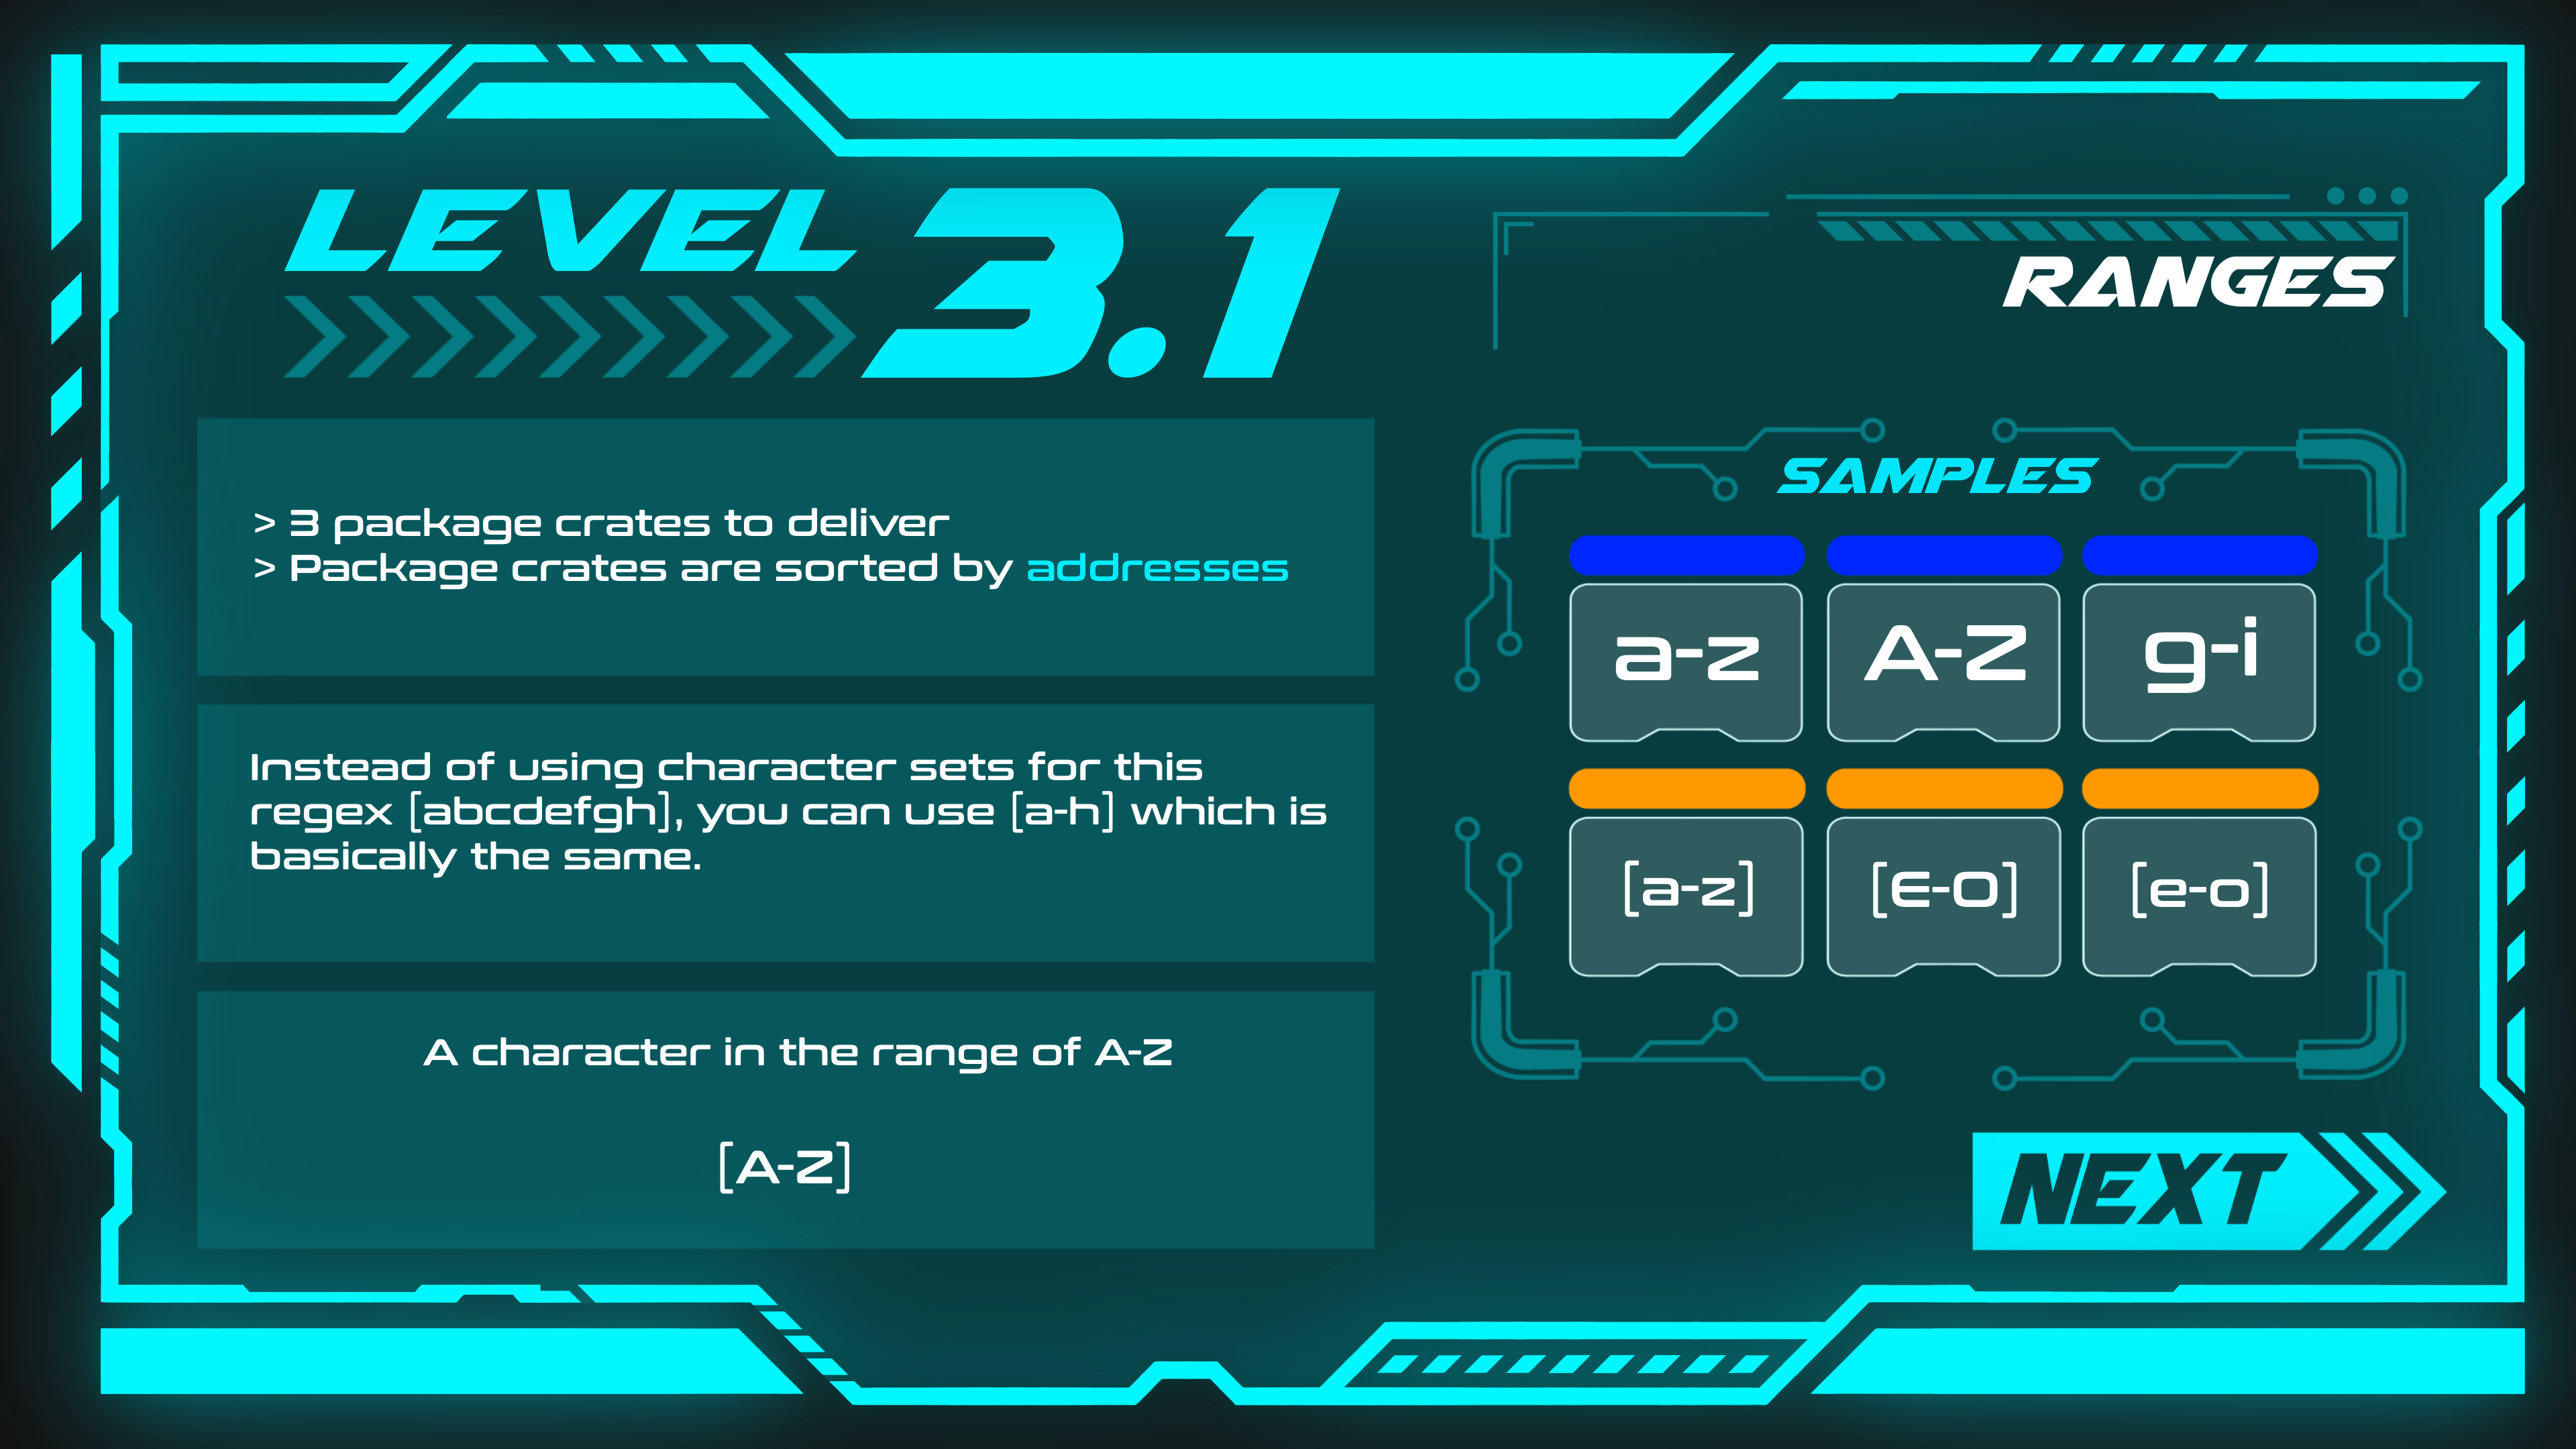 LEVEL 3.1
RANGES
> 3 package crates to deliver
> Package crates are sorted by addresses
Instead of using character sets for this
regex [abcdefgh], you can use [a-h] which is
basically the same.
A character in the range of A-Z
[A-Z]
SAMPLES
a-z A-Z g-i
[a-z] [E-O] [e-o]
NEXT